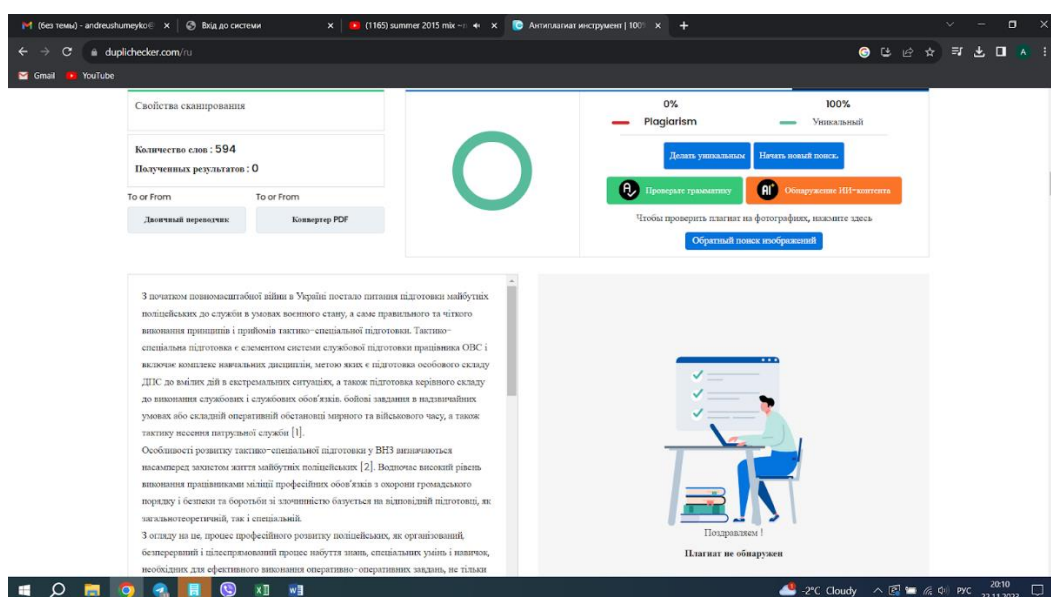 (без темы) - andreushumeyko@
Вхід до системи
(1165) summer 2015 mix ~
Антиплагиат инструмент | 100%
duplichecker.com/ru
A
Gmail
YouTube
Свойства сканирования
Количество слов : 594
Полученных результатов : 0
To or From
To or From
Двоичный переводчик
Конвертер PDF
0%
Plagiarism
100%
Уникальный
Делать уникальным
Начать новый поиск.
Проверьте грамматику
AI
Обнаружение ИИ-контента
Чтобы проверить плагиат на фотографиях, нажмите здесь
Обратный поиск изображений
З початком повномасштабної війни в Україні постало питання підготовки майбутніх
поліцейських до служби в умовах воєнного стану, а саме правильного та чіткого
виконання принципів і прийомів тактико-спеціальної підготовки. Тактико-
спеціальна підготовка є елементом системи службової підготовки працівника ОВС і
включає комплекс навчальних дисциплін, метою яких є підготовка особового складу
ДПС до вмілих дій в екстремальних ситуаціях, а також підготовка керівного складу
до виконання службових і службових обов'язків. бойові завдання в надзвичайних
умовах або складній оперативній обстановці мирного та військового часу, а також
тактику несення патрульної служби [1].
Особливості розвитку тактико-спеціальної підготовки у ВНЗ визначаються
насамперед захистом життя майбутніх поліцейських [2]. Водночас високий рівень
виконання працівниками міліції професійних обов'язків з охорони громадського
порядку і безпеки та боротьби зі злочинністю базується на відповідній підготовці, як
загальнотеоретичній, так і спеціальній.
З огляду на це, процес професійного розвитку поліцейських, як організований,
безперервний і цілеспрямований процес набуття знань, спеціальних умінь і навичок,
необхідних для ефективного виконання оперативно-оперативних завдань, не тільки
Поздравляем !
Плагиат не обнаружен
-2°C Cloudy
РУС
20:10
22.11.2023